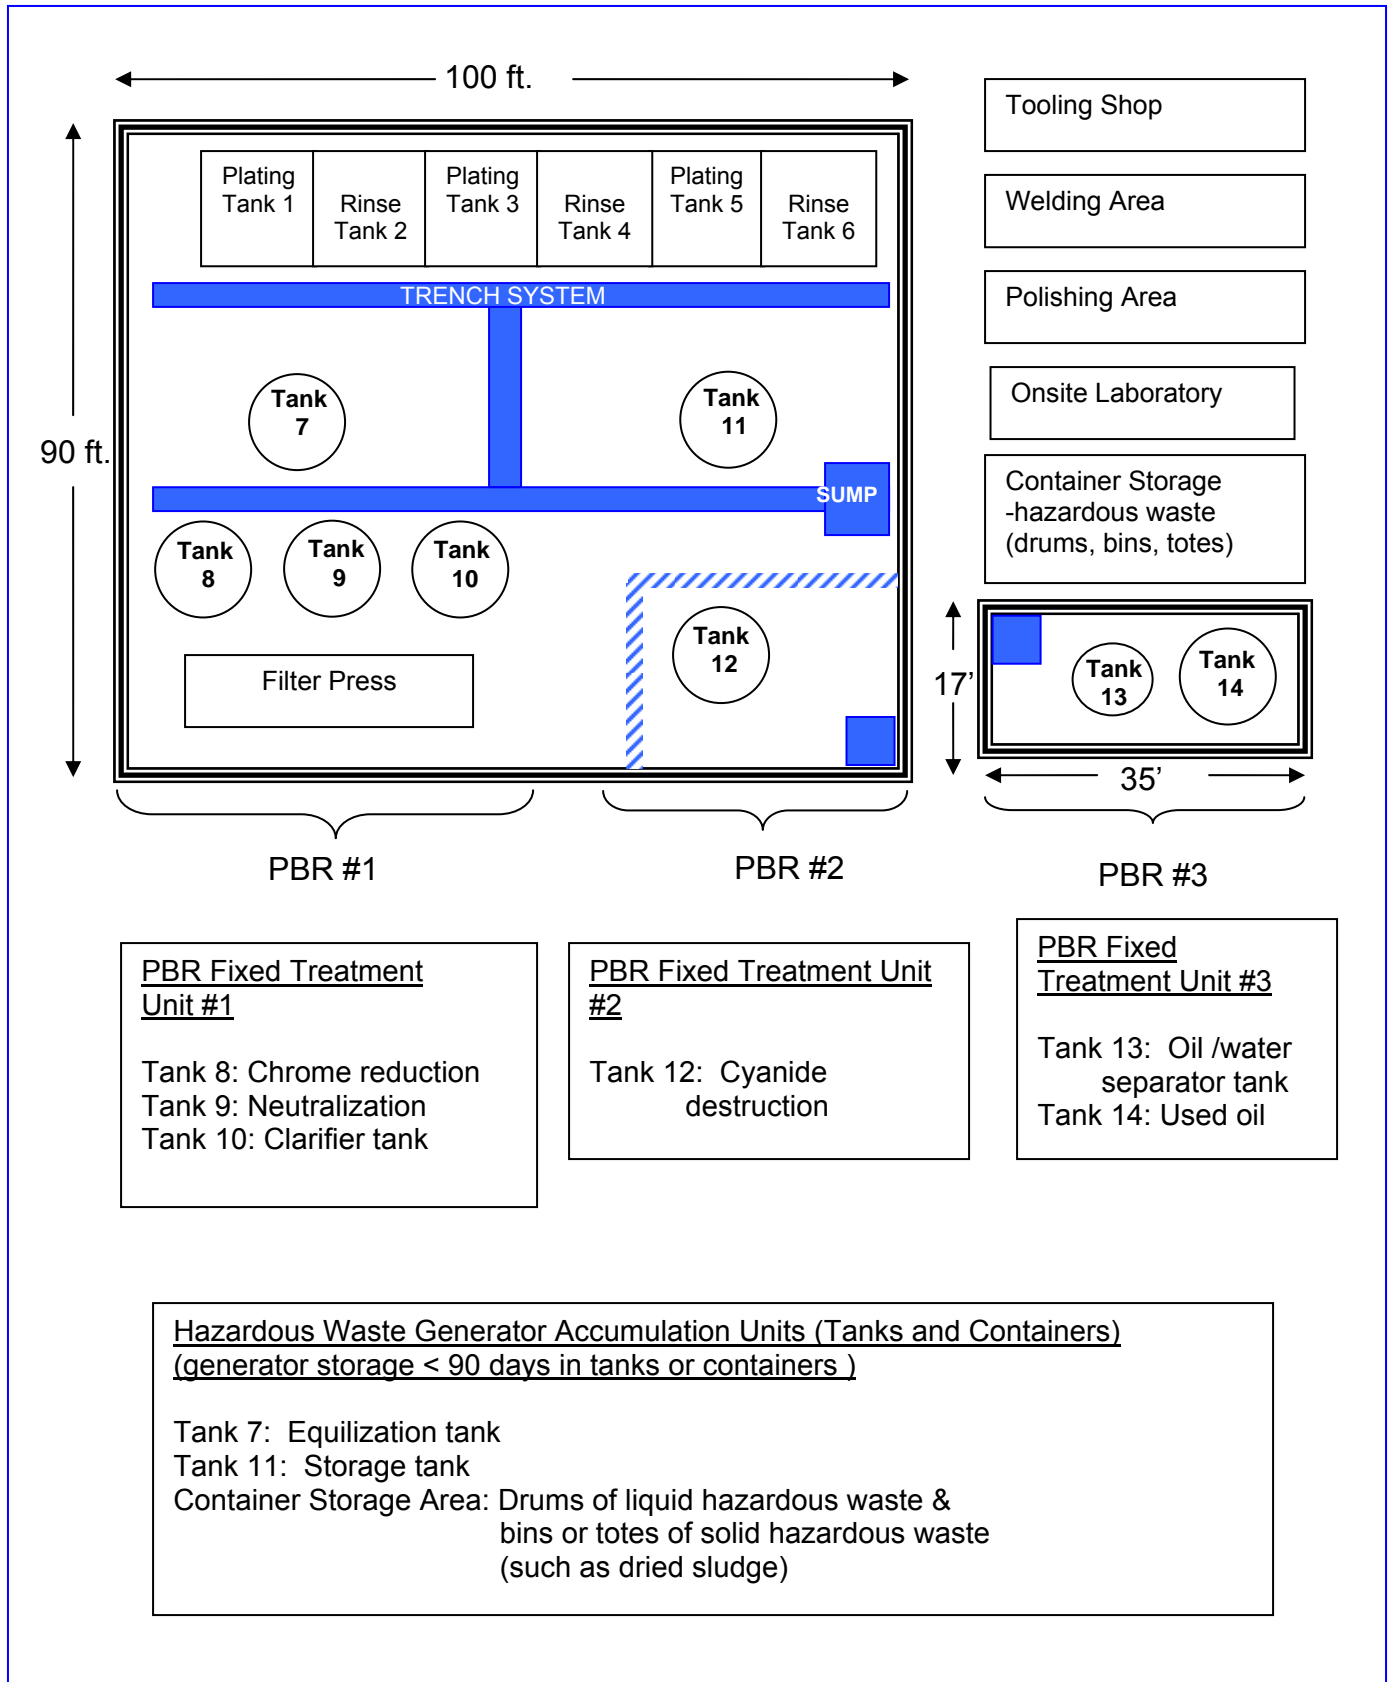 100 ft.
90 ft.
Plating
Tank 1
Rinse
Tank 2
Plating
Tank 3
Rinse
Tank 4
Plating
Tank 5
Rinse
Tank 6
TRENCH SYSTEM
Tank
7
Tank
11
SUMP
Tank
8
Tank
9
Tank
10
Tank
12
Filter Press
Tooling Shop
Welding Area
Polishing Area
Onsite Laboratory
Container Storage
-hazardous waste
(drums, bins, totes)
17'
Tank
13
Tank
14
35'
PBR #1
PBR #2
PBR #3
PBR Fixed Treatment
Unit #1
Tank 8: Chrome reduction
Tank 9: Neutralization
Tank 10: Clarifier tank
PBR Fixed Treatment Unit
#2
Tank 12: Cyanide
destruction
PBR Fixed
Treatment Unit #3
Tank 13: Oil /water
separator tank
Tank 14: Used oil
Hazardous Waste Generator Accumulation Units (Tanks and Containers)
(generator storage < 90 days in tanks or containers )
Tank 7: Equilization tank
Tank 11: Storage tank
Container Storage Area: Drums of liquid hazardous waste &
bins or totes of solid hazardous waste
(such as dried sludge)